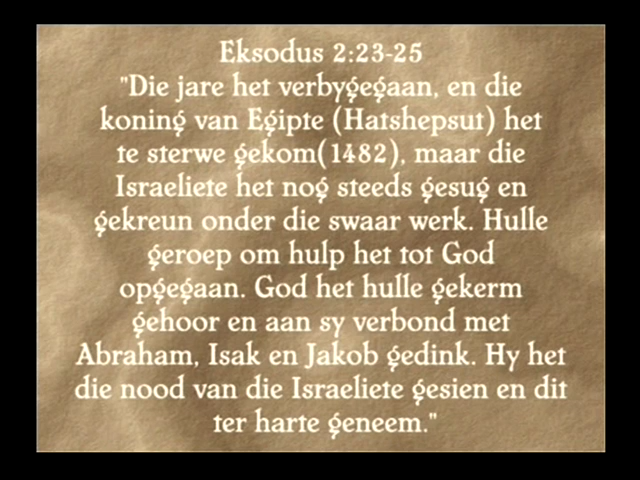 Eksodus 2:23-25
"Die jare het verbygegaan, en die
koning van Egipte (Hatshepsut) het
te sterwe gekom(1482), maar die
Israeliete het nog steeds gesug en
gekreun onder die swaar werk. Hulle
geroep om hulp het tot God
opgegaan. God het hulle gekerm
gehoor en aan sy verbond met
Abraham, Isak en Jakob gedink. Hy het
die nood van die Israeliete gesien en dit
ter harte geneem."